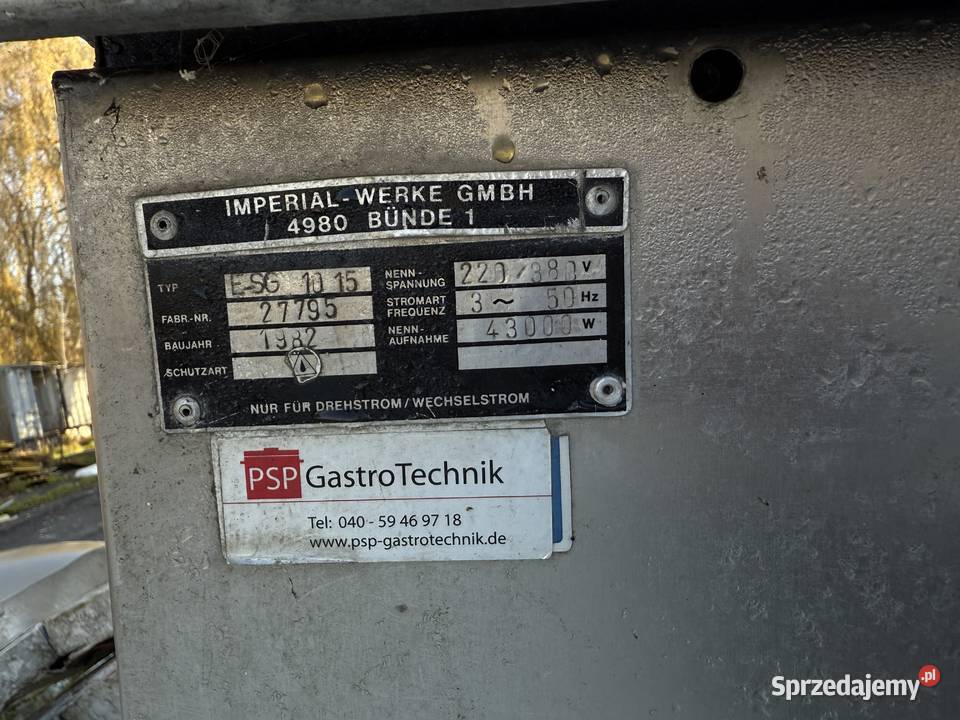 IMPERIAL-WERKE GMBH
4980 BÜNDE 1
TYP E-SG 10 15
FABR.-NR. 27795
BAUJAHR 1982
SCHUTZART
NENN-SPANNUNG 220/380 V
STROMART FREQUENZ 3~ 50 Hz
NENN-AUFNAHME 43000 W
NUR FÜR DREHSTROM/WECHSELSTROM
PSP GastroTechnik
Tel: 040 - 59 46 97 18
www.psp-gastrotechnik.de
Sprzedajemy.pl